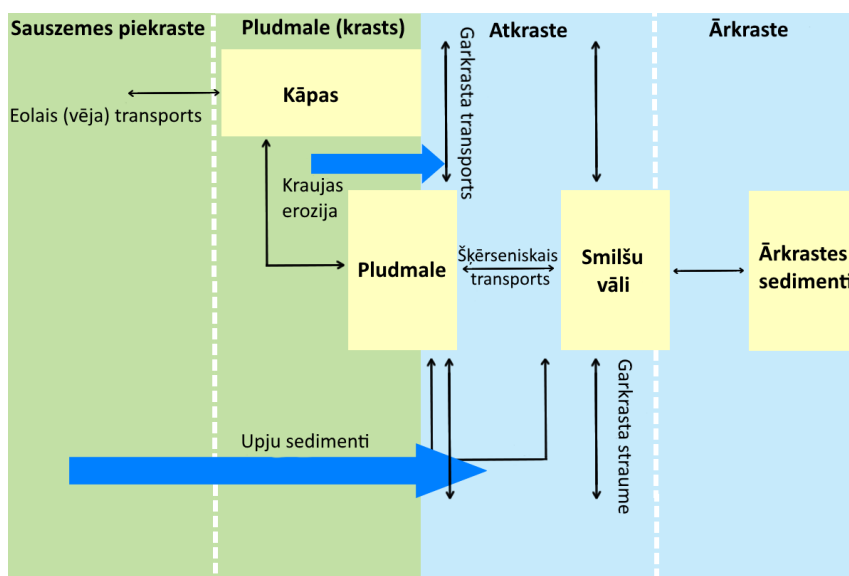 Sauszemes piekraste
Pludmale (krasts)
Atkraste
Ārkraste
Kāpas
Eolais (vēja) transports
Garkrasta transports
Kraujas
erozija
Pludmale
Šķērseniskais
transports
Smilšu
vāli
Ārkrastes
sedimenti
Upju sedimenti
Garkrasta straume